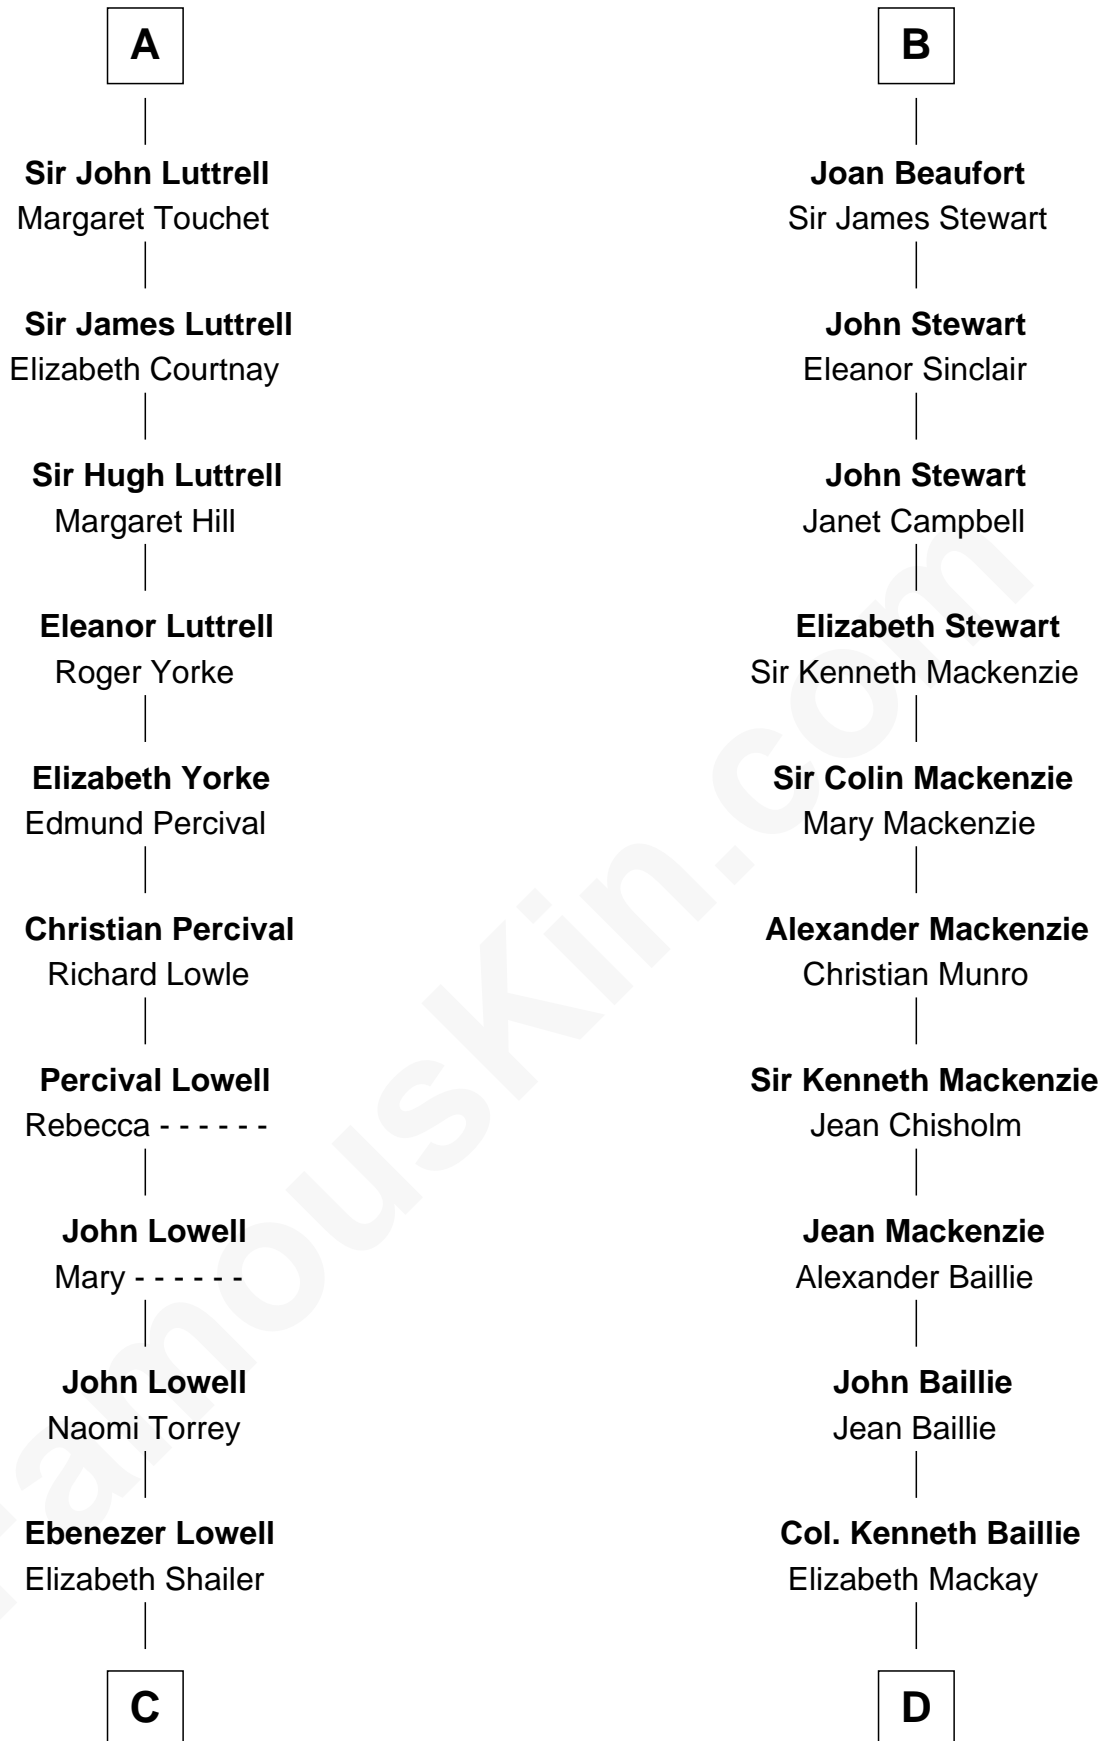 A
Sir John Luttrell
Margaret Touchet
Sir James Luttrell
Elizabeth Courtnay
Sir Hugh Luttrell
Margaret Hill
Eleanor Luttrell
Roger Yorke
Elizabeth Yorke
Edmund Percival
Christian Percival
Richard Lowle
Percival Lowell
Rebecca - - - - - -
John Lowell
Mary - - - - - -
John Lowell
Naomi Torrey
Ebenezer Lowell
Elizabeth Shailer
C
B
Joan Beaufort
Sir James Stewart
John Stewart
Eleanor Sinclair
John Stewart
Janet Campbell
Elizabeth Stewart
Sir Kenneth Mackenzie
Sir Colin Mackenzie
Mary Mackenzie
Alexander Mackenzie
Christian Munro
Sir Kenneth Mackenzie
Jean Chisholm
Jean Mackenzie
Alexander Baillie
John Baillie
Jean Baillie
Col. Kenneth Baillie
Elizabeth Mackay
D
FamousKin.com